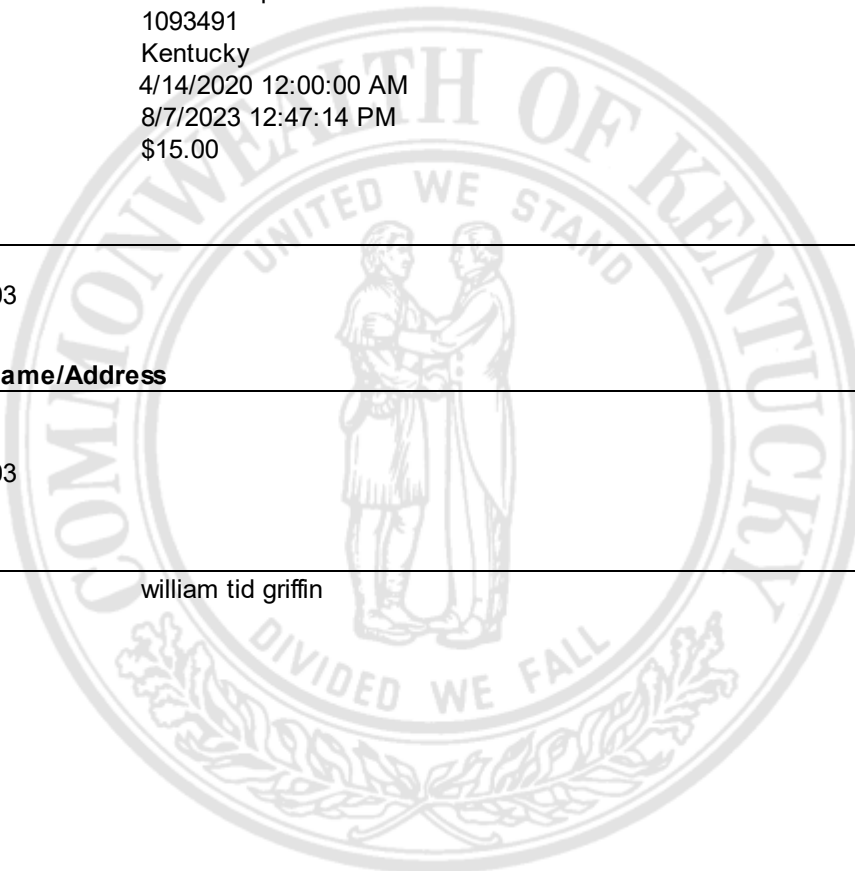 1093491
Kentucky
4/14/2020 12:00:00 AM
8/7/2023 12:47:14 PM
$15.00
03
ame/Address
03
william tid griffin
COMMONWEALTH OF KENTUCKY
UNITED WE STAND
DIVIDED WE FALL